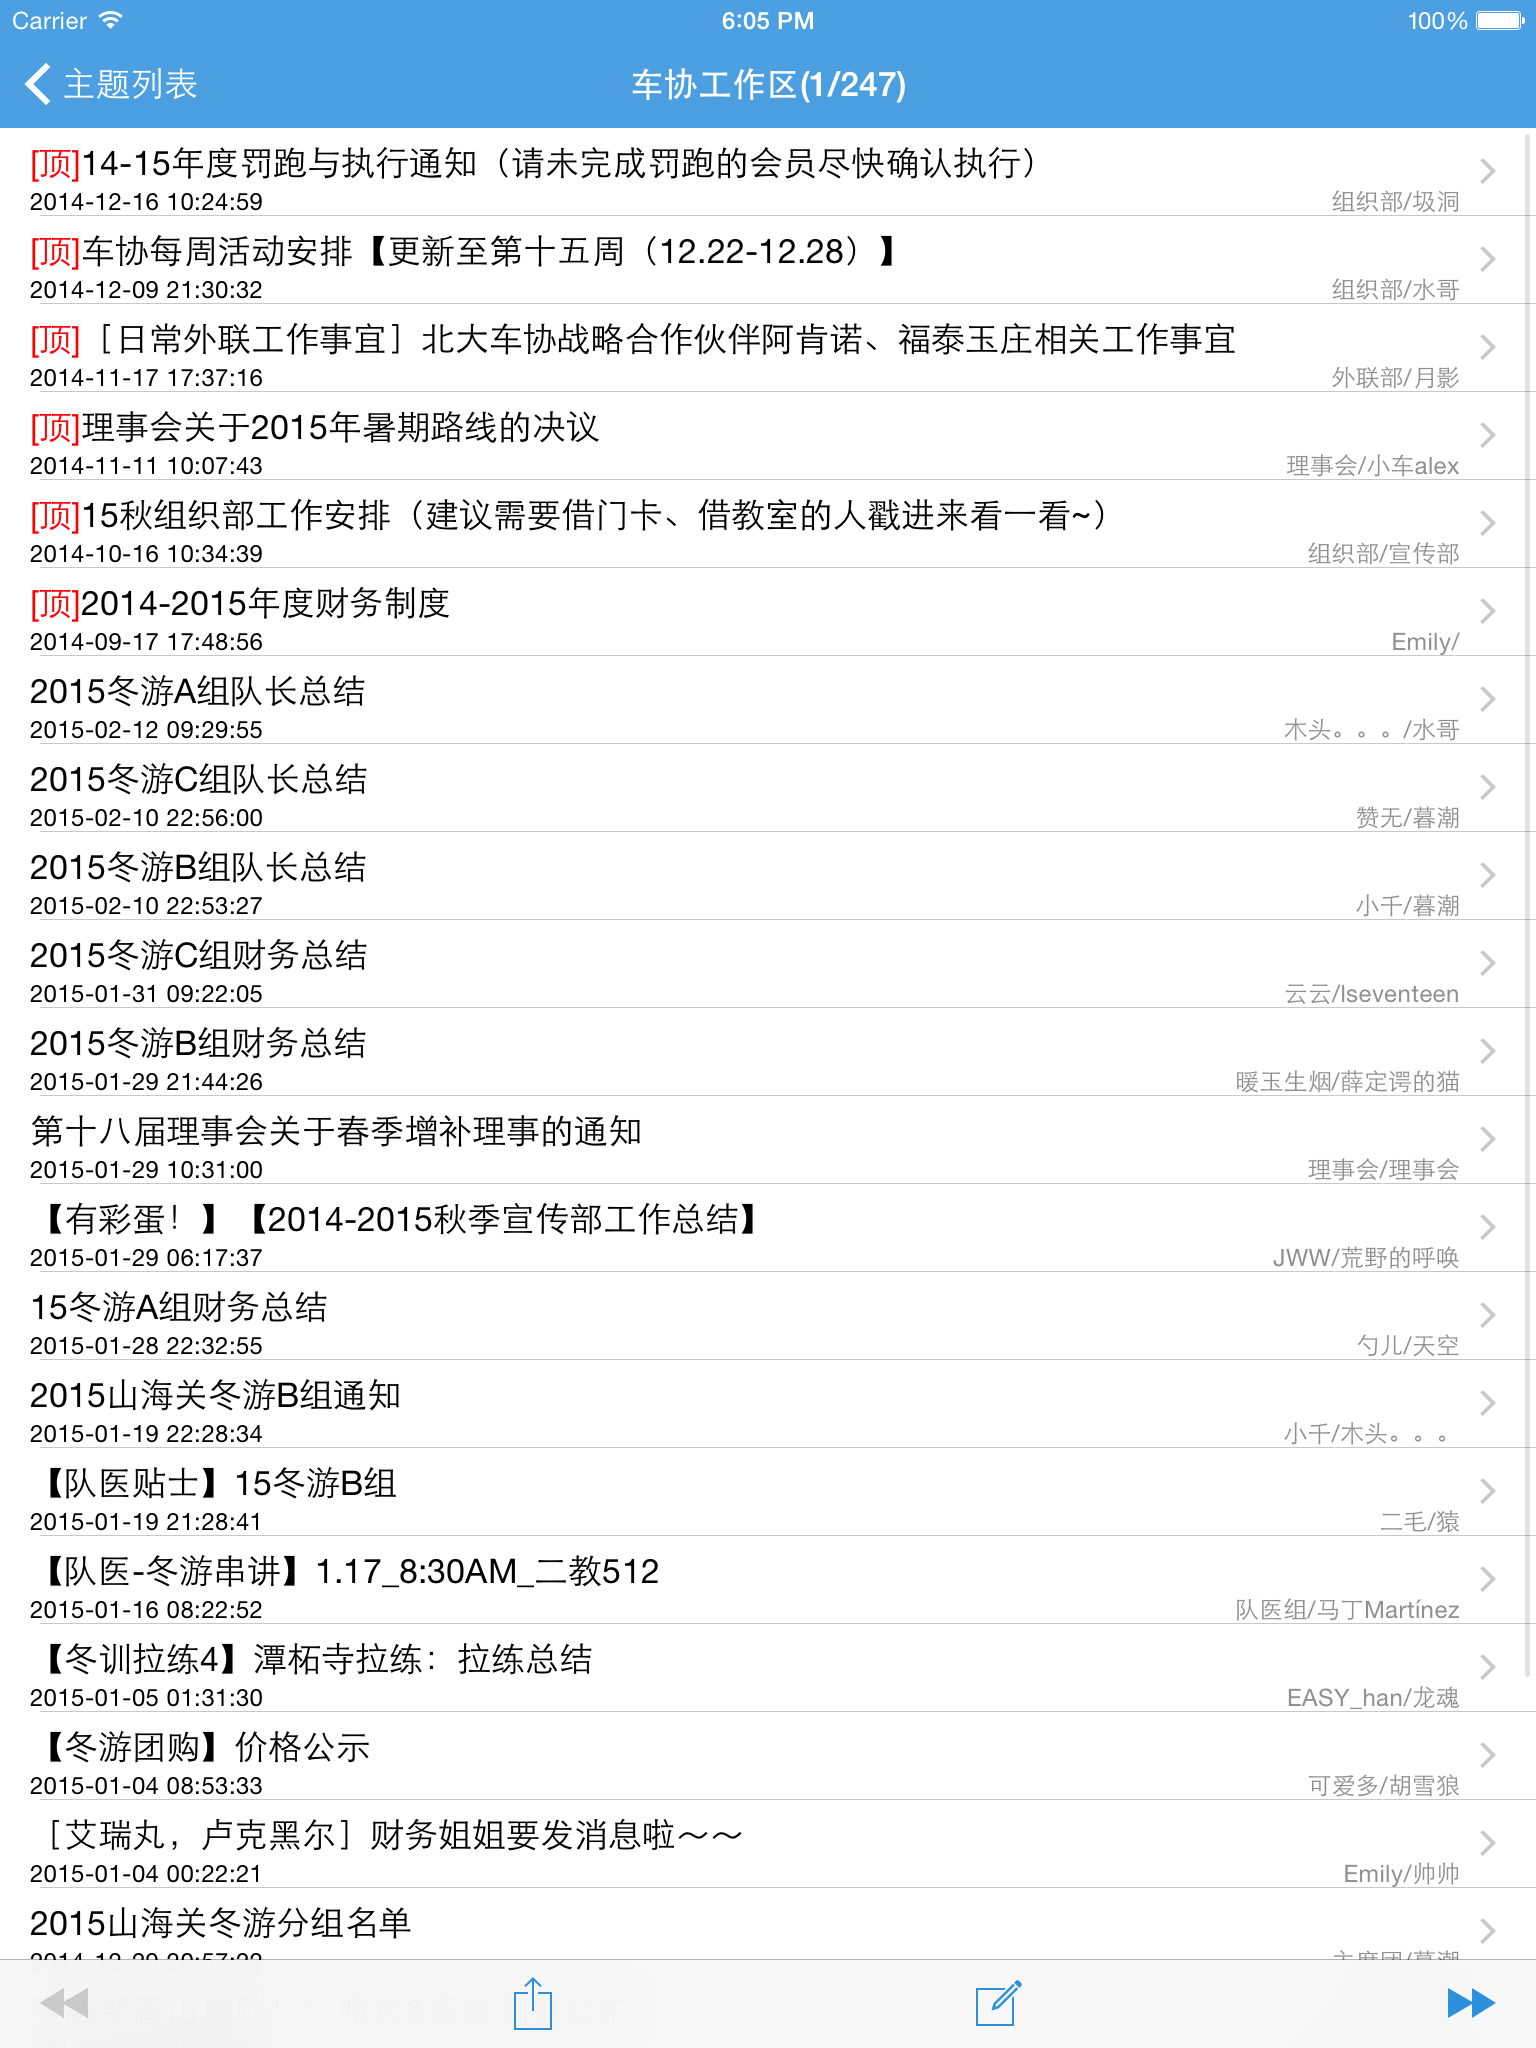 Carrier 6:05 PM 100%
主题列表 车协工作区(1/247)
[顶]14-15年度罚跑与执行通知（请未完成罚跑的会员尽快确认执行）
2014-12-16 10:24:59 组织部/圾洞
[顶]车协每周活动安排【更新至第十五周（12.22-12.28）】
2014-12-09 21:30:32 组织部/水哥
[顶]［日常外联工作事宜］北大车协战略合作伙伴阿肯诺、福泰玉庄相关工作事宜
2014-11-17 17:37:16 外联部/月影
[顶]理事会关于2015年暑期路线的决议
2014-11-11 10:07:43 理事会/小车alex
[顶]15秋组织部工作安排（建议需要借门卡、借教室的人戳进来看一看~）
2014-10-16 10:34:39 组织部/宣传部
[顶]2014-2015年度财务制度
2014-09-17 17:48:56 Emily/
2015冬游A组队长总结
2015-02-12 09:29:55 木头。。。/水哥
2015冬游C组队长总结
2015-02-10 22:56:00 赞无/暮潮
2015冬游B组队长总结
2015-02-10 22:53:27 小千/暮潮
2015冬游C组财务总结
2015-01-31 09:22:05 云云/lseventeen
2015冬游B组财务总结
2015-01-29 21:44:26 暖玉生烟/薛定谔的猫
第十八届理事会关于春季增补理事的通知
2015-01-29 10:31:00 理事会/理事会
【有彩蛋！】【2014-2015秋季宣传部工作总结】
2015-01-29 06:17:37 JWW/荒野的呼唤
15冬游A组财务总结
2015-01-28 22:32:55 勺儿/天空
2015山海关冬游B组通知
2015-01-19 22:28:34 小千/木头。。。
【队医贴士】15冬游B组
2015-01-19 21:28:41 二毛/猿
【队医-冬游串讲】1.17_8:30AM_二教512
2015-01-16 08:22:52 队医组/马丁Martínez
【冬训拉练4】潭柘寺拉练：拉练总结
2015-01-05 01:31:30 EASY_han/龙魂
【冬游团购】价格公示
2015-01-04 08:53:33 可爱多/胡雪狼
［艾瑞丸，卢克黑尔］财务姐姐要发消息啦～～
2015-01-04 00:22:21 Emily/帅帅
2015山海关冬游分组名单
2014-12-29 20:57:22 主席团/暮潮
部香山腐败！ 照片&获奖 公布